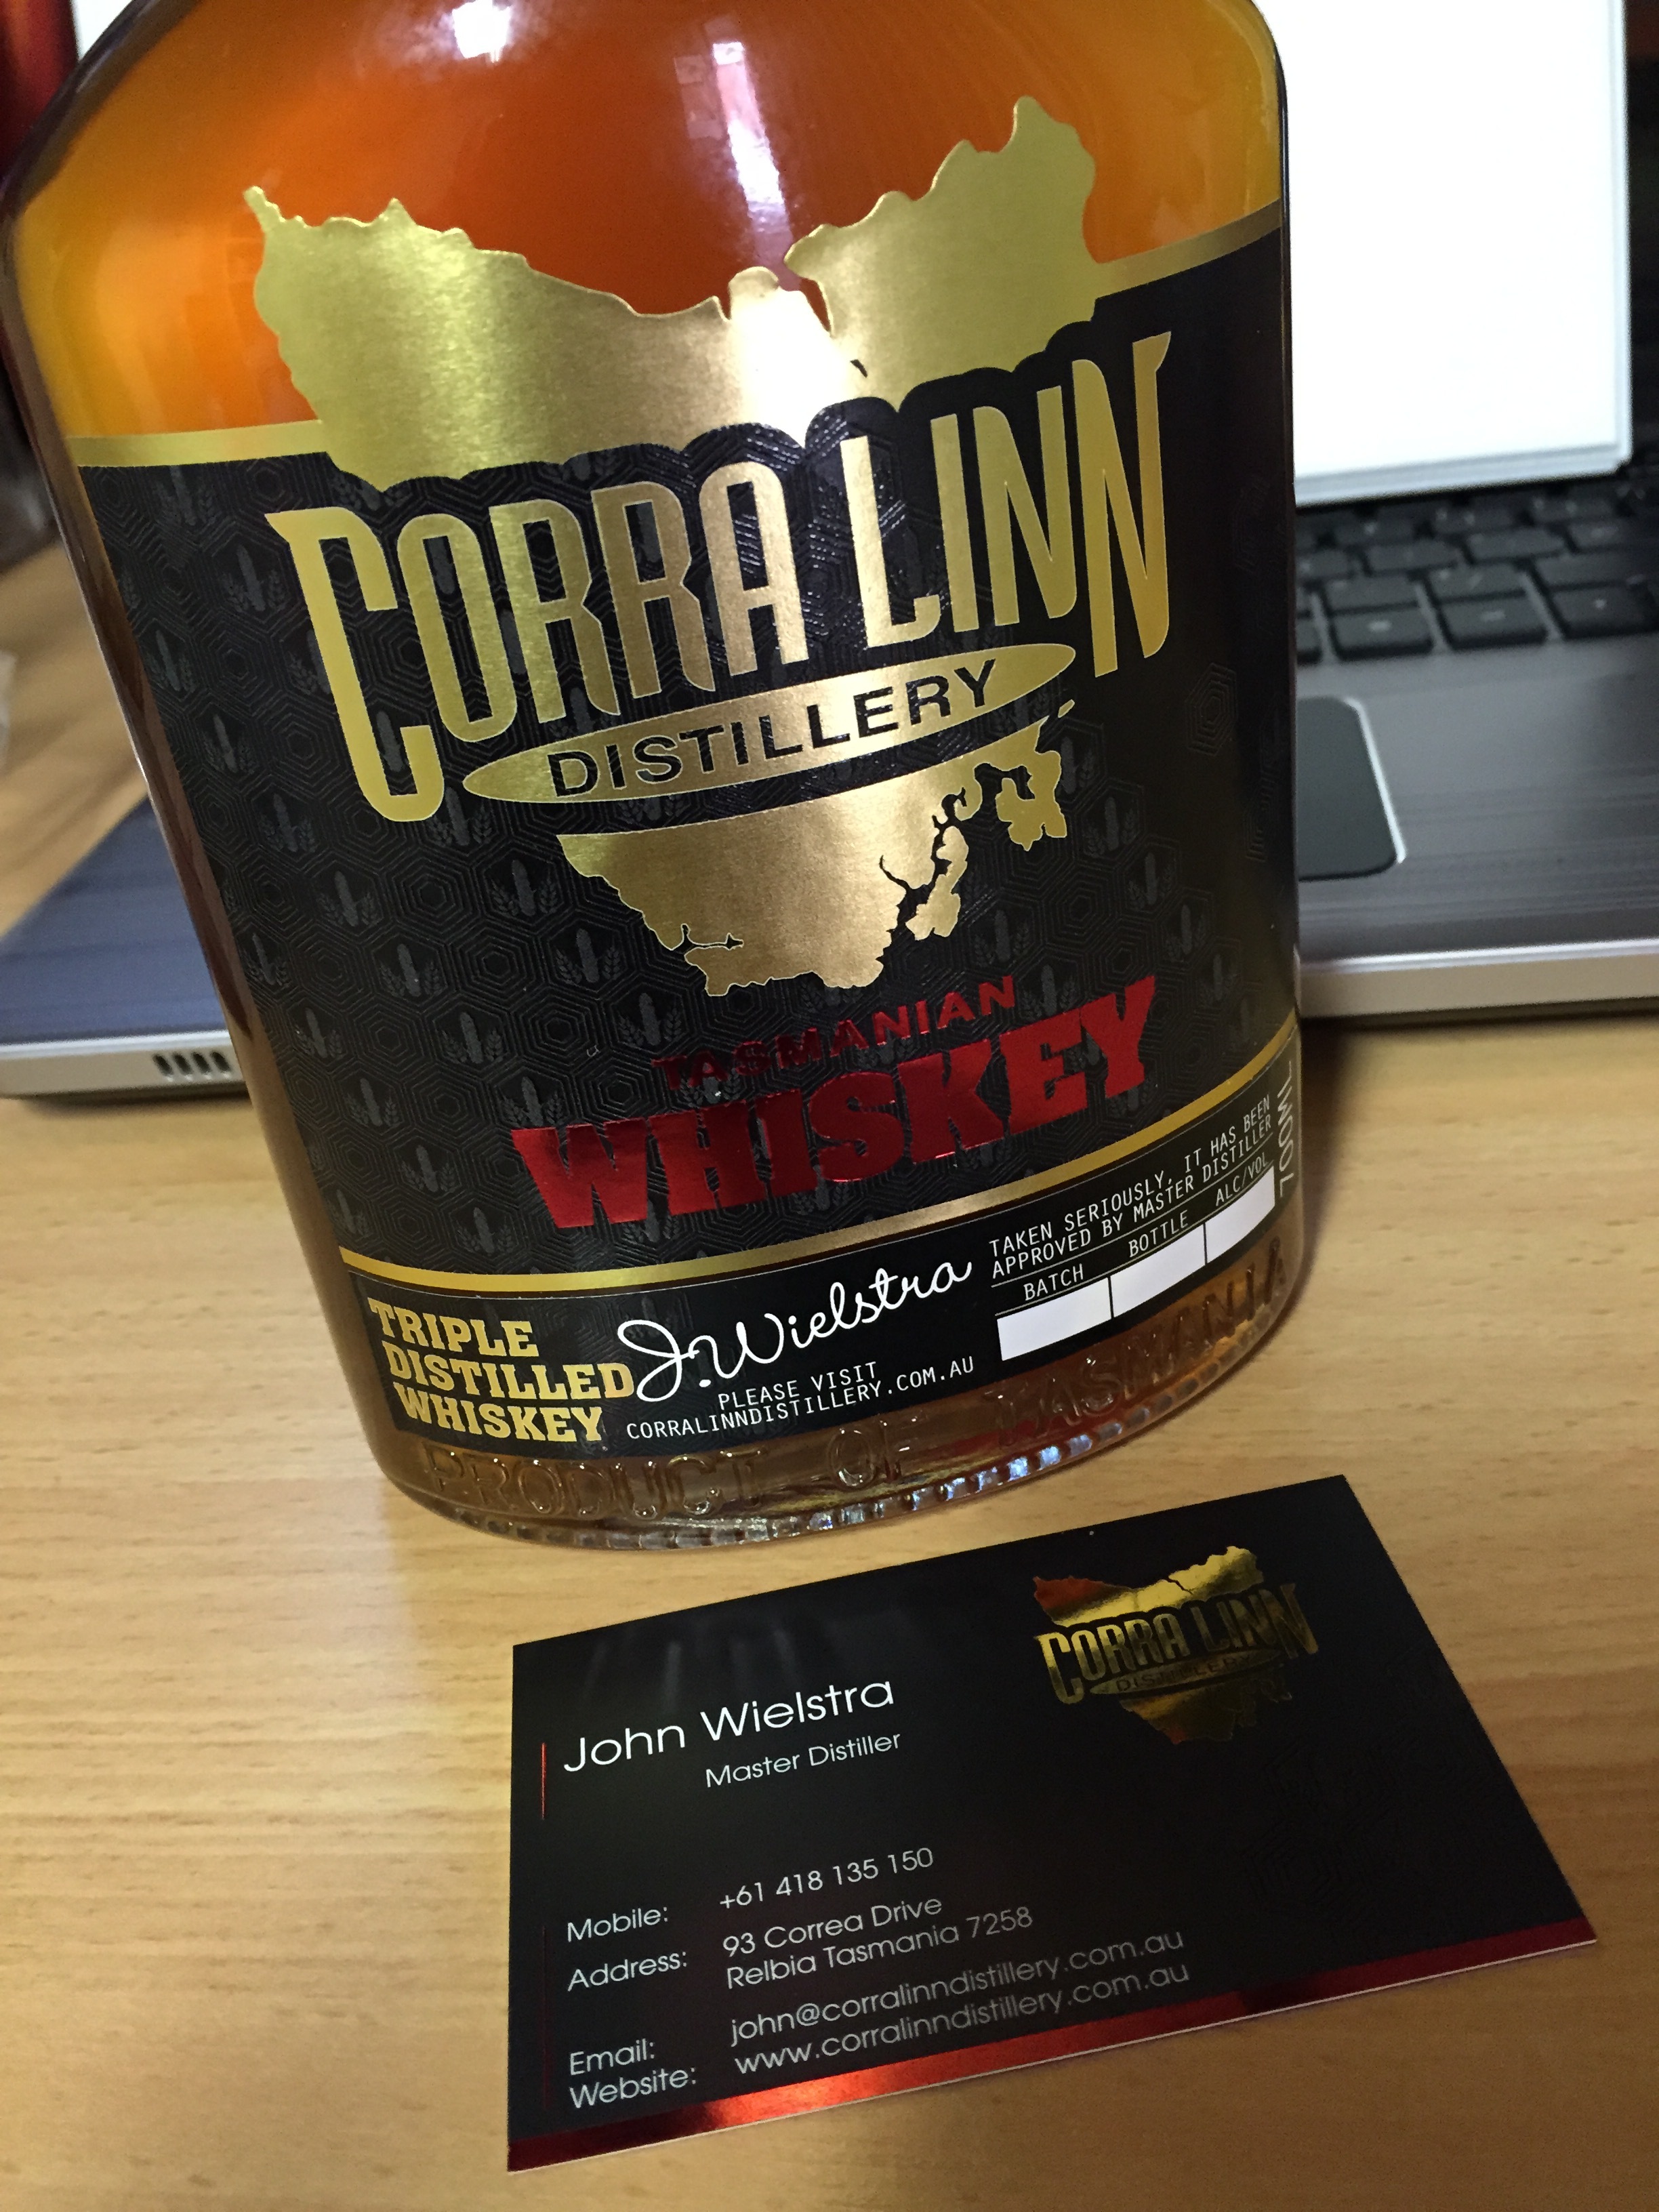 CORRA LINN
DISTILLERY
TASMANIAN
WHISKEY
TRIPLE
DISTILLED
WHISKEY
J.Wielstra
PLEASE VISIT
CORRALINNDISTILLERY.COM.AU
TAKEN SERIOUSLY, IT HAS BEEN
APPROVED BY MASTER DISTILLER
BATCH BOTTLE ALC/VOL
PRODUCT OF TASMANIA
CORRA LINN
DISTILLERY
John Wielstra
Master Distiller
Mobile: +61 418 135 150
Address: 93 Correa Drive
Relbia Tasmania 7258
Email: john@corralinndistillery.com.au
Website: www.corralinndistillery.com.au